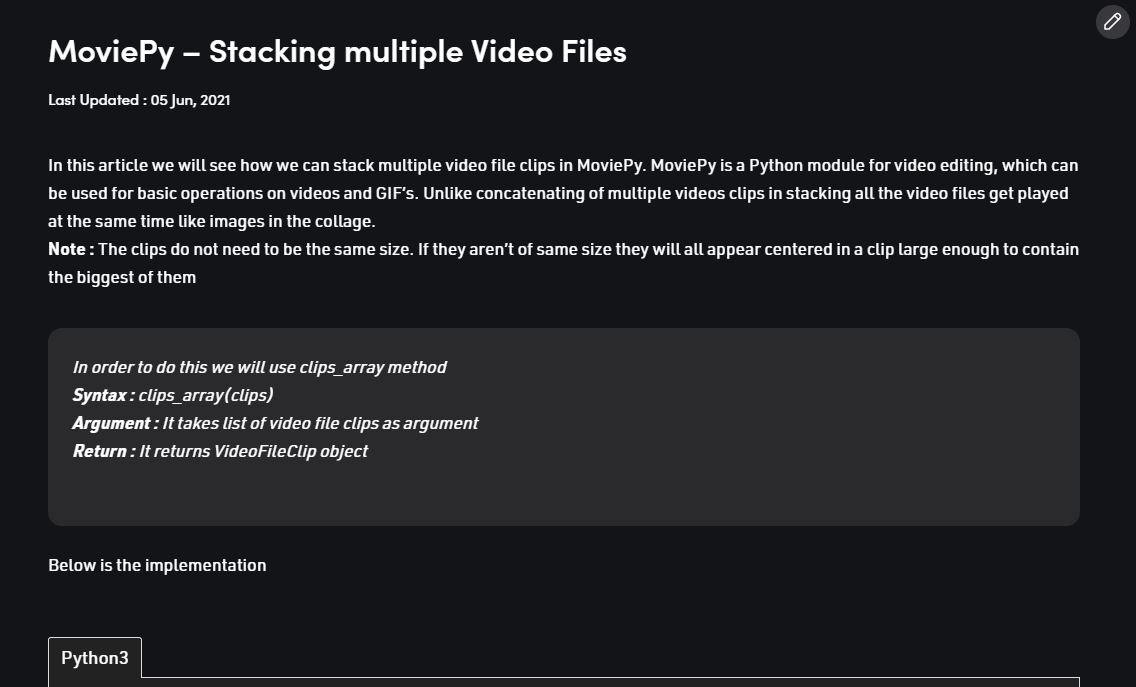 MoviePy – Stacking multiple Video Files
Last Updated : 05 Jun, 2021
In this article we will see how we can stack multiple video file clips in MoviePy. MoviePy is a Python module for video editing, which can
be used for basic operations on videos and GIF’s. Unlike concatenating of multiple videos clips in stacking all the video files get played
at the same time like images in the collage.
Note : The clips do not need to be the same size. If they aren’t of same size they will all appear centered in a clip large enough to contain
the biggest of them
In order to do this we will use clips_array method
Syntax : clips_array(clips)
Argument : It takes list of video file clips as argument
Return : It returns VideoFileClip object
Below is the implementation
Python3